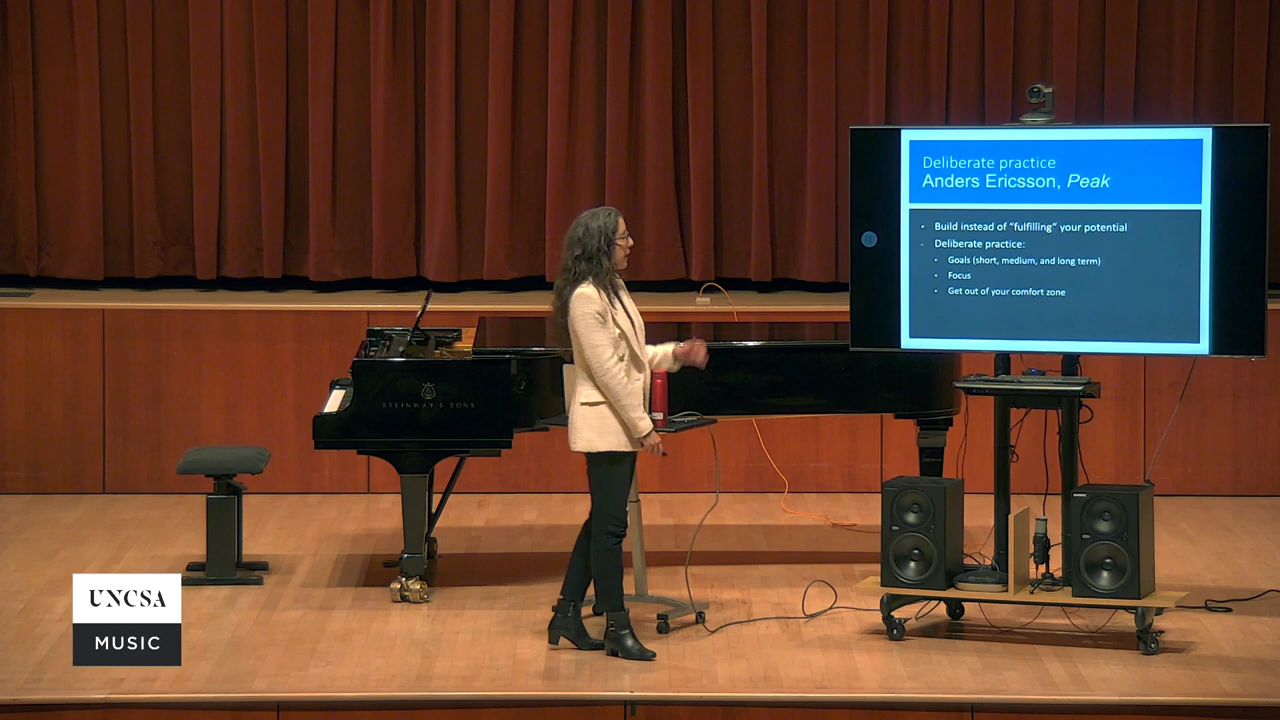 Deliberate practice
Anders Ericsson, Peak
• Build instead of “fulfilling” your potential
Deliberate practice:
• Goals (short, medium, and long term)
• Focus
• Get out of your comfort zone
STEINWAY & SONS
UNCSA
MUSIC